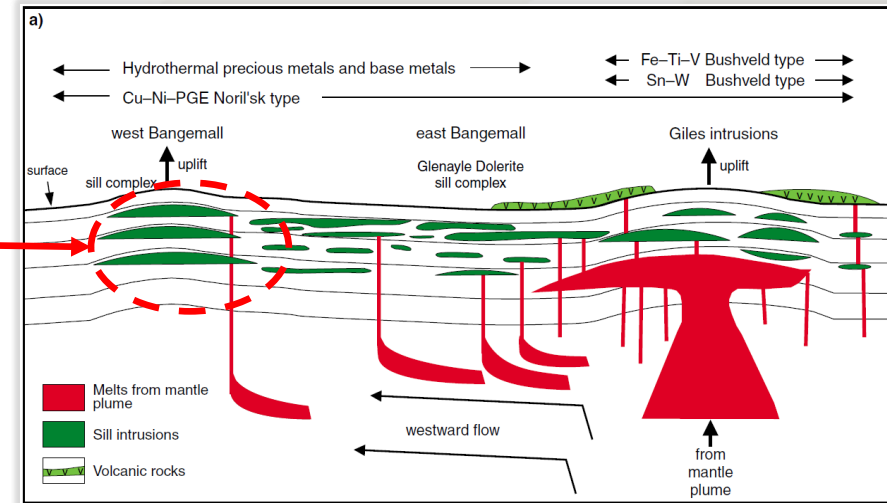 a)
Hydrothermal precious metals and base metals
Fe–Ti–V Bushveld type
Sn–W Bushveld type
Cu–Ni–PGE Noril'sk type
west Bangemall
east Bangemall
Giles intrusions
surface
uplift
sill complex
Glenayle Dolerite
sill complex
uplift
Melts from mantle
plume
Sill intrusions
Volcanic rocks
westward flow
from
mantle
plume